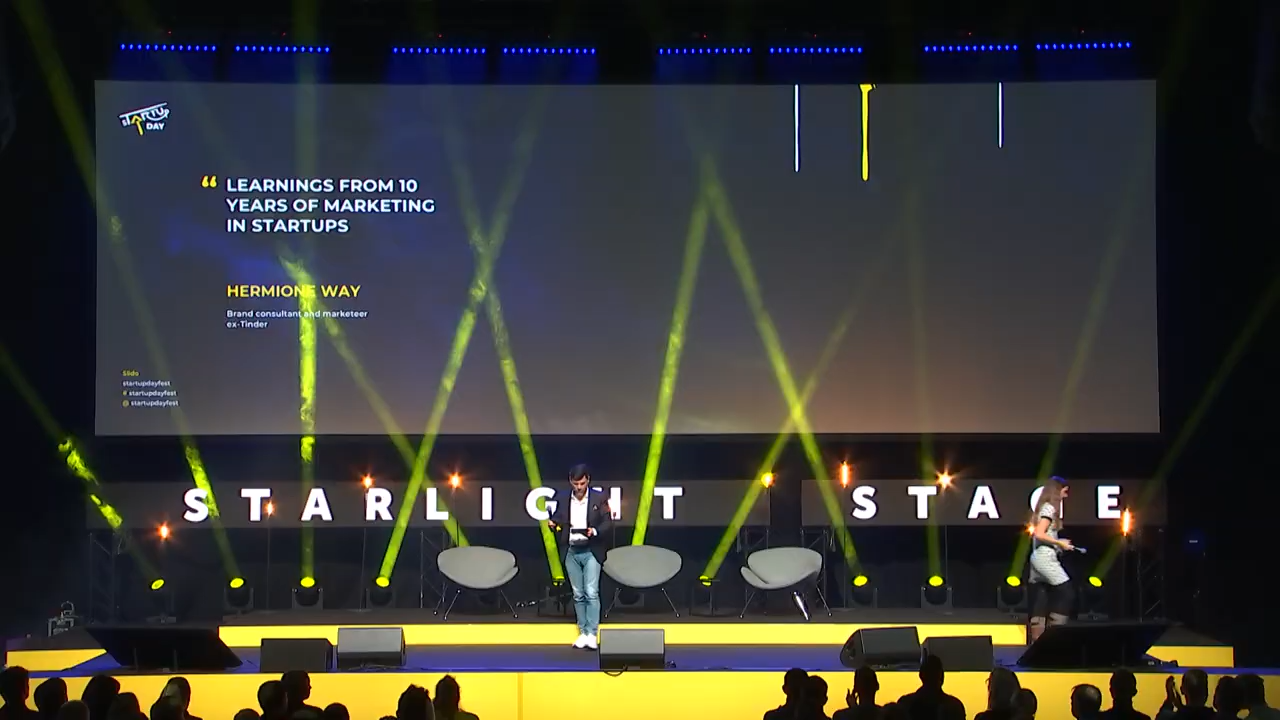 STARTUP
DAY
“ LEARNINGS FROM 10
YEARS OF MARKETING
IN STARTUPS
HERMIONE WAY
Brand consultant and marketeer
ex-Tinder
Slido
startupdayfest
# startupdayfest
@ startupdayfest
STARLIGHT STAGE